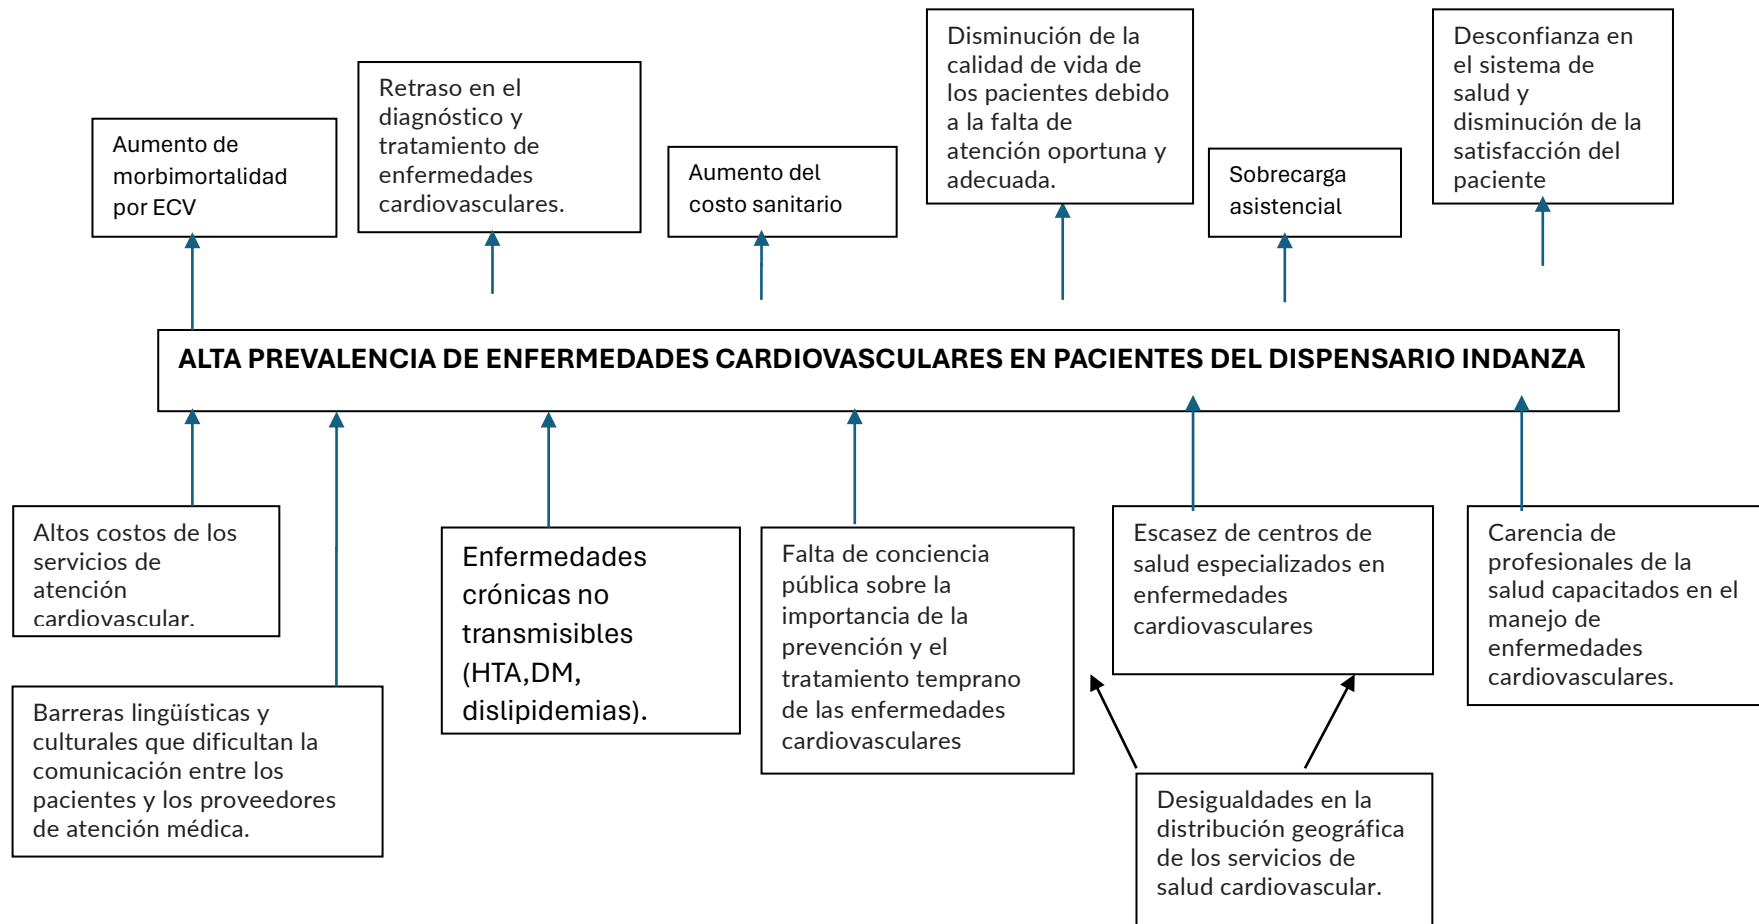 Aumento de
morbimortalidad
por ECV
Retraso en el
diagnóstico y
tratamiento de
enfermedades
cardiovasculares.
Aumento del
costo sanitario
Disminución de la
calidad de vida de
los pacientes debido
a la falta de
atención oportuna y
adecuada.
Sobrecarga
asistencial
Desconfianza en
el sistema de
salud y
disminución de la
satisfacción del
paciente
ALTA PREVALENCIA DE ENFERMEDADES CARDIOVASCULARES EN PACIENTES DEL DISPENSARIO INDANZA
Altos costos de los
servicios de
atención
cardiovascular.
Barreras lingüísticas y
culturales que dificultan la
comunicación entre los
pacientes y los proveedores
de atención médica.
Enfermedades
crónicas no
transmisibles
(HTA,DM,
dislipidemias).
Falta de conciencia
pública sobre la
importancia de la
prevención y el
tratamiento temprano
de las enfermedades
cardiovasculares
Escasez de centros de
salud especializados en
enfermedades
cardiovasculares
Carencia de
profesionales de la
salud capacitados en el
manejo de
enfermedades
cardiovasculares.
Desigualdades en la
distribución geográfica
de los servicios de
salud cardiovascular.